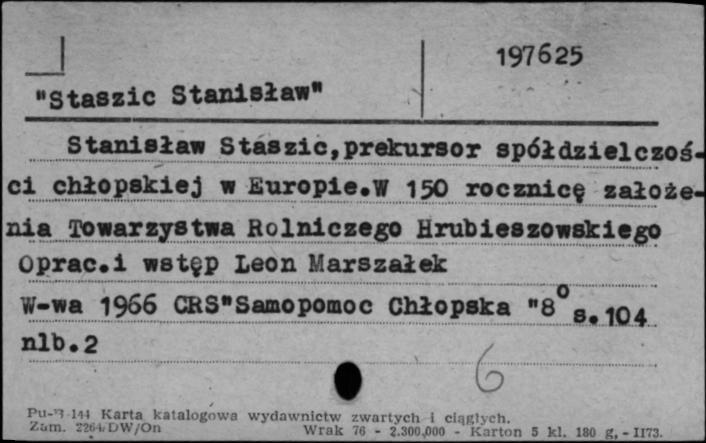 197625
"Staszic Stanisław"
Stanisław Staszic,prekursor spółdzielczoś-
ci chłopskiej w Europie.W 150 rocznicę założe-
nia Towarzystwa Rolniczego Hrubieszowskiego
Oprac.i wstęp Leon Marszałek
W-wa 1966 CRS"Samopomoc Chłopska "8° s.104
nlb.2
6
Pu-B 144 Karta katalogowa wydawnictw zwartych i ciągłych.
Zam. 2264/DW/On Wrak 76 - 2.300.000 - Karton 5 kl. 180 g. - II73.